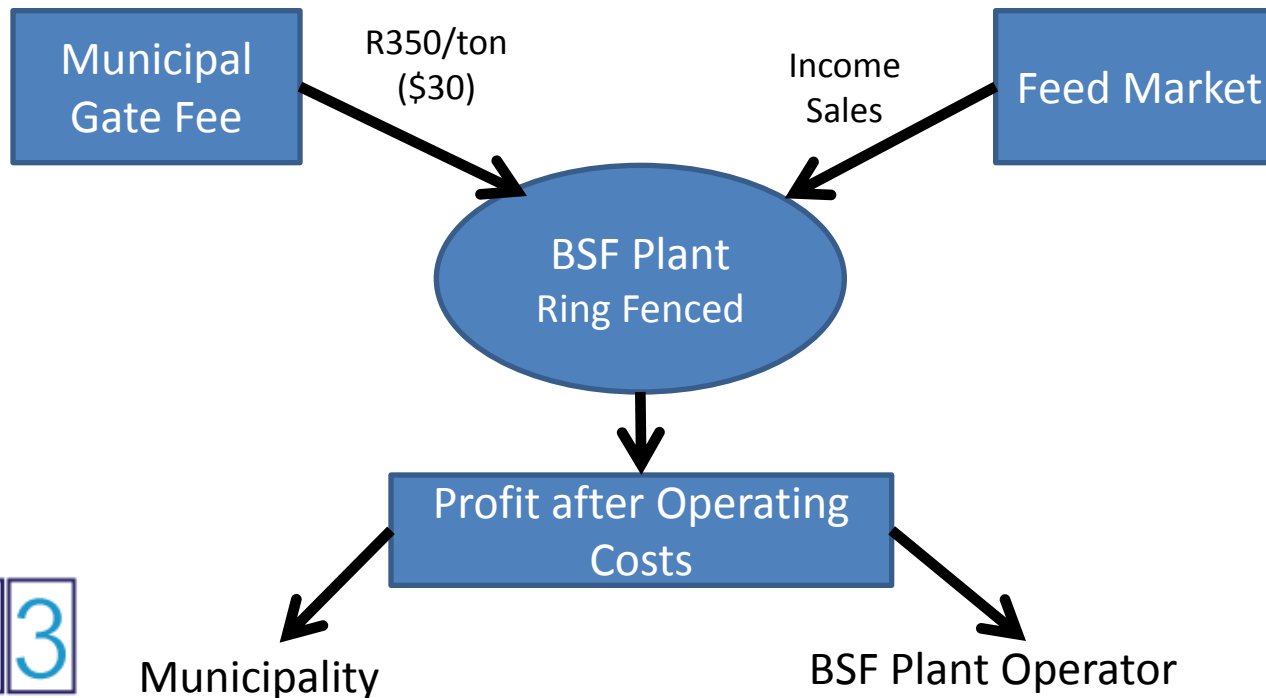 Municipal
Gate Fee
R350/ton
($30)
Income
Sales
Feed Market
BSF Plant
Ring Fenced
Profit after Operating
Costs
3
Municipality
BSF Plant Operator